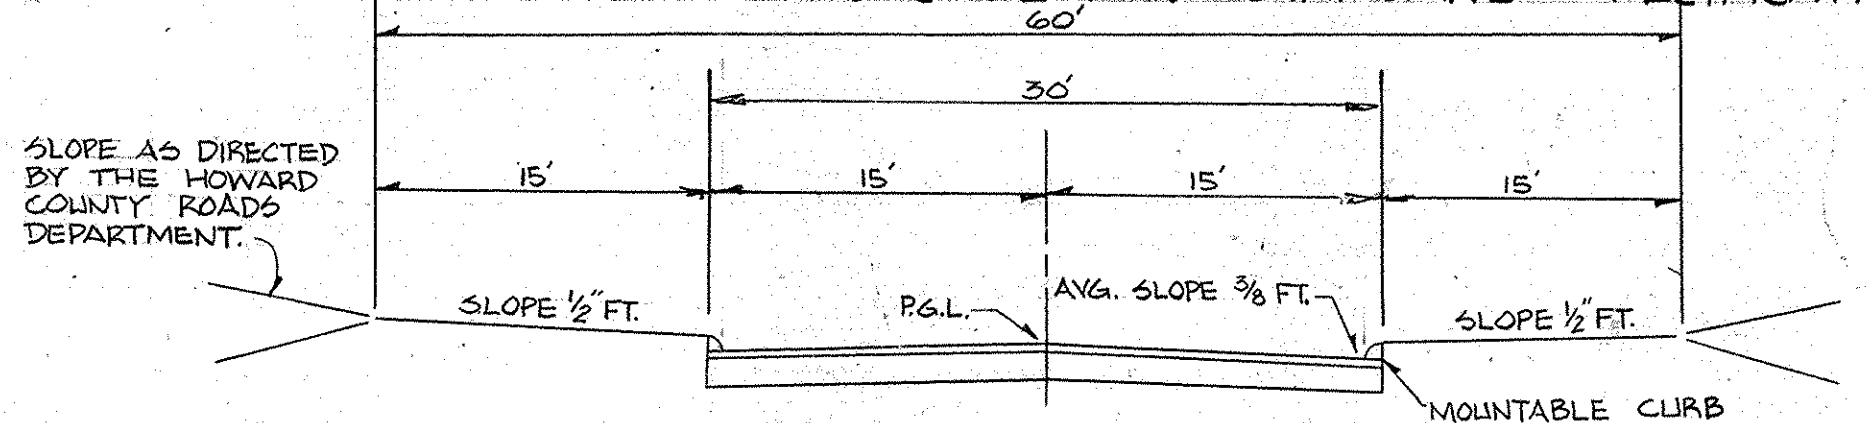 60'
30'
SLOPE AS DIRECTED
BY THE HOWARD
COUNTY ROADS
DEPARTMENT.
15'
15'
15'
15'
SLOPE 1/2" FT.
P.G.L.
AVG. SLOPE 3/8 FT.
SLOPE 1/2" FT.
MOUNTABLE CURB